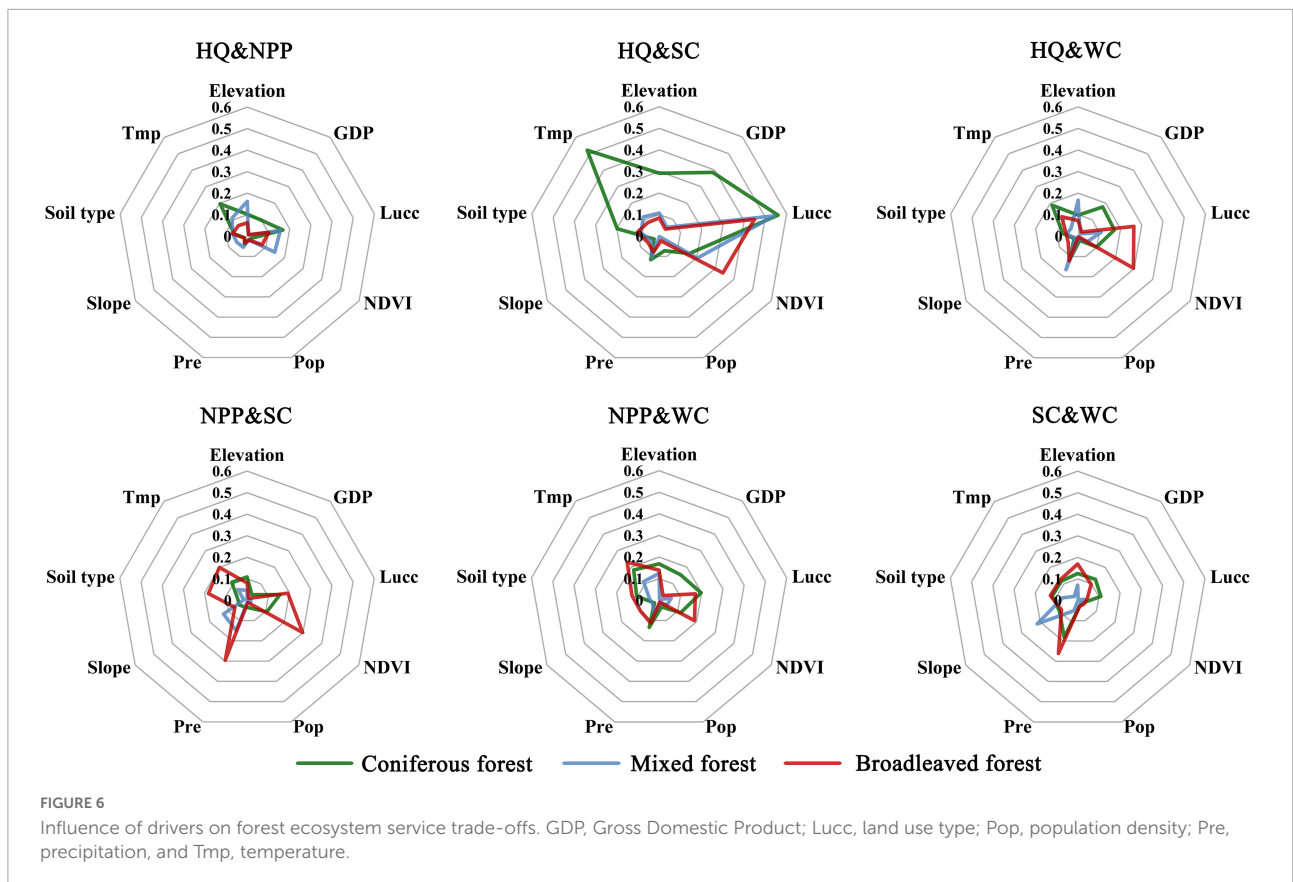 HQ&NPP
HQ&SC
HQ&WC
Elevation
0.6
0.5
0.4
0.3
0.2
0.1
0
GDP
Lucc
NDVI
Pop
Pre
Slope
Soil type
Tmp
Elevation
0.6
0.5
0.4
0.3
0.2
0.1
0
GDP
Lucc
NDVI
Pop
Pre
Slope
Soil type
Tmp
Elevation
0.6
0.5
0.4
0.3
0.2
0.1
0
GDP
Lucc
NDVI
Pop
Pre
Slope
Soil type
Tmp
NPP&SC
NPP&WC
SC&WC
Elevation
0.6
0.5
0.4
0.3
0.2
0.1
0
GDP
Lucc
NDVI
Pop
Pre
Slope
Soil type
Tmp
Elevation
0.6
0.5
0.4
0.3
0.2
0.1
0
GDP
Lucc
NDVI
Pop
Pre
Slope
Soil type
Tmp
Elevation
0.6
0.5
0.4
0.3
0.2
0.1
0
GDP
Lucc
NDVI
Pop
Pre
Slope
Soil type
Tmp
Coniferous forest Mixed forest Broadleaved forest
FIGURE 6
Influence of drivers on forest ecosystem service trade-offs. GDP, Gross Domestic Product; Lucc, land use type; Pop, population density; Pre,
precipitation, and Tmp, temperature.